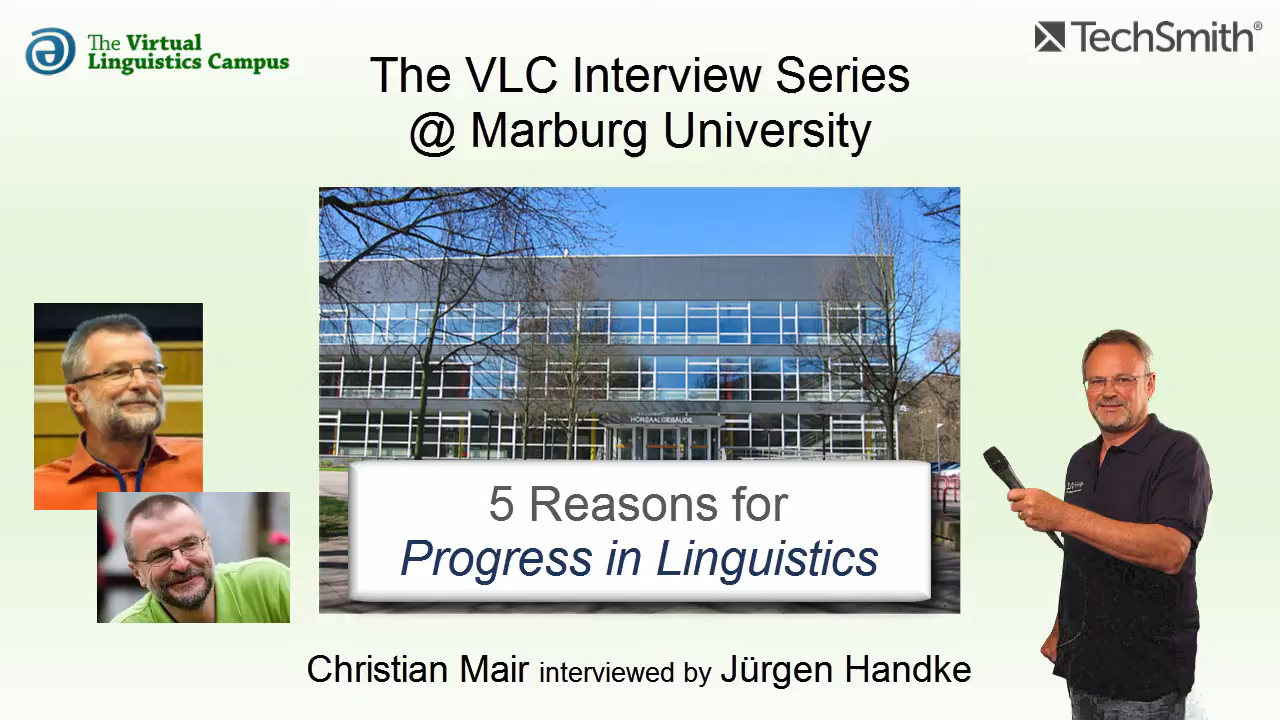 The Virtual
Linguistics Campus
TechSmith®
The VLC Interview Series
@ Marburg University
HÖRSAALGEBÄUDE
5 Reasons for
Progress in Linguistics
Christian Mair interviewed by Jürgen Handke